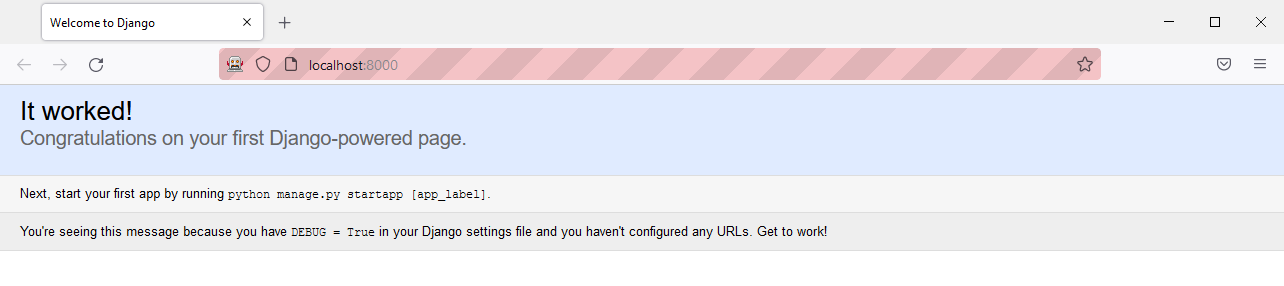 Welcome to Django
localhost:8000
It worked!
Congratulations on your first Django-powered page.
Next, start your first app by running python manage.py startapp [app_label].
You're seeing this message because you have DEBUG = True in your Django settings file and you haven't configured any URLs. Get to work!